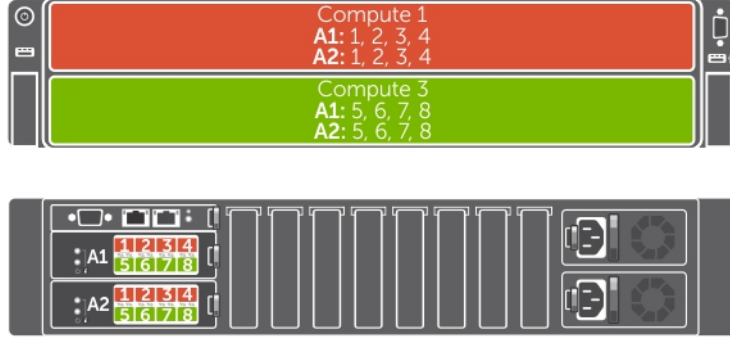 Compute 1
A1: 1, 2, 3, 4
A2: 1, 2, 3, 4
Compute 3
A1: 5, 6, 7, 8
A2: 5, 6, 7, 8
A1 1 2 3 4
5 6 7 8
A2 1 2 3 4
5 6 7 8